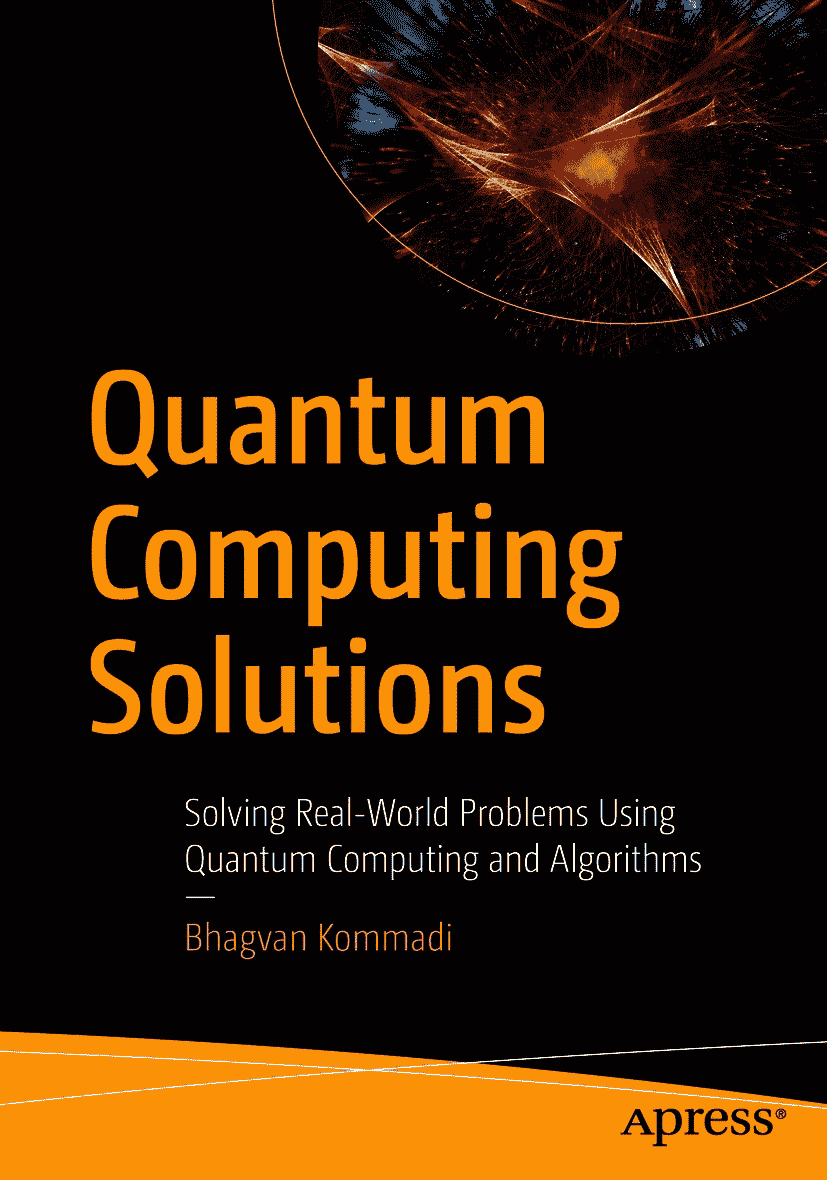 Quantum
Computing
Solutions
Solving Real-World Problems Using
Quantum Computing and Algorithms
Bhagvan Kommadi
Apress®